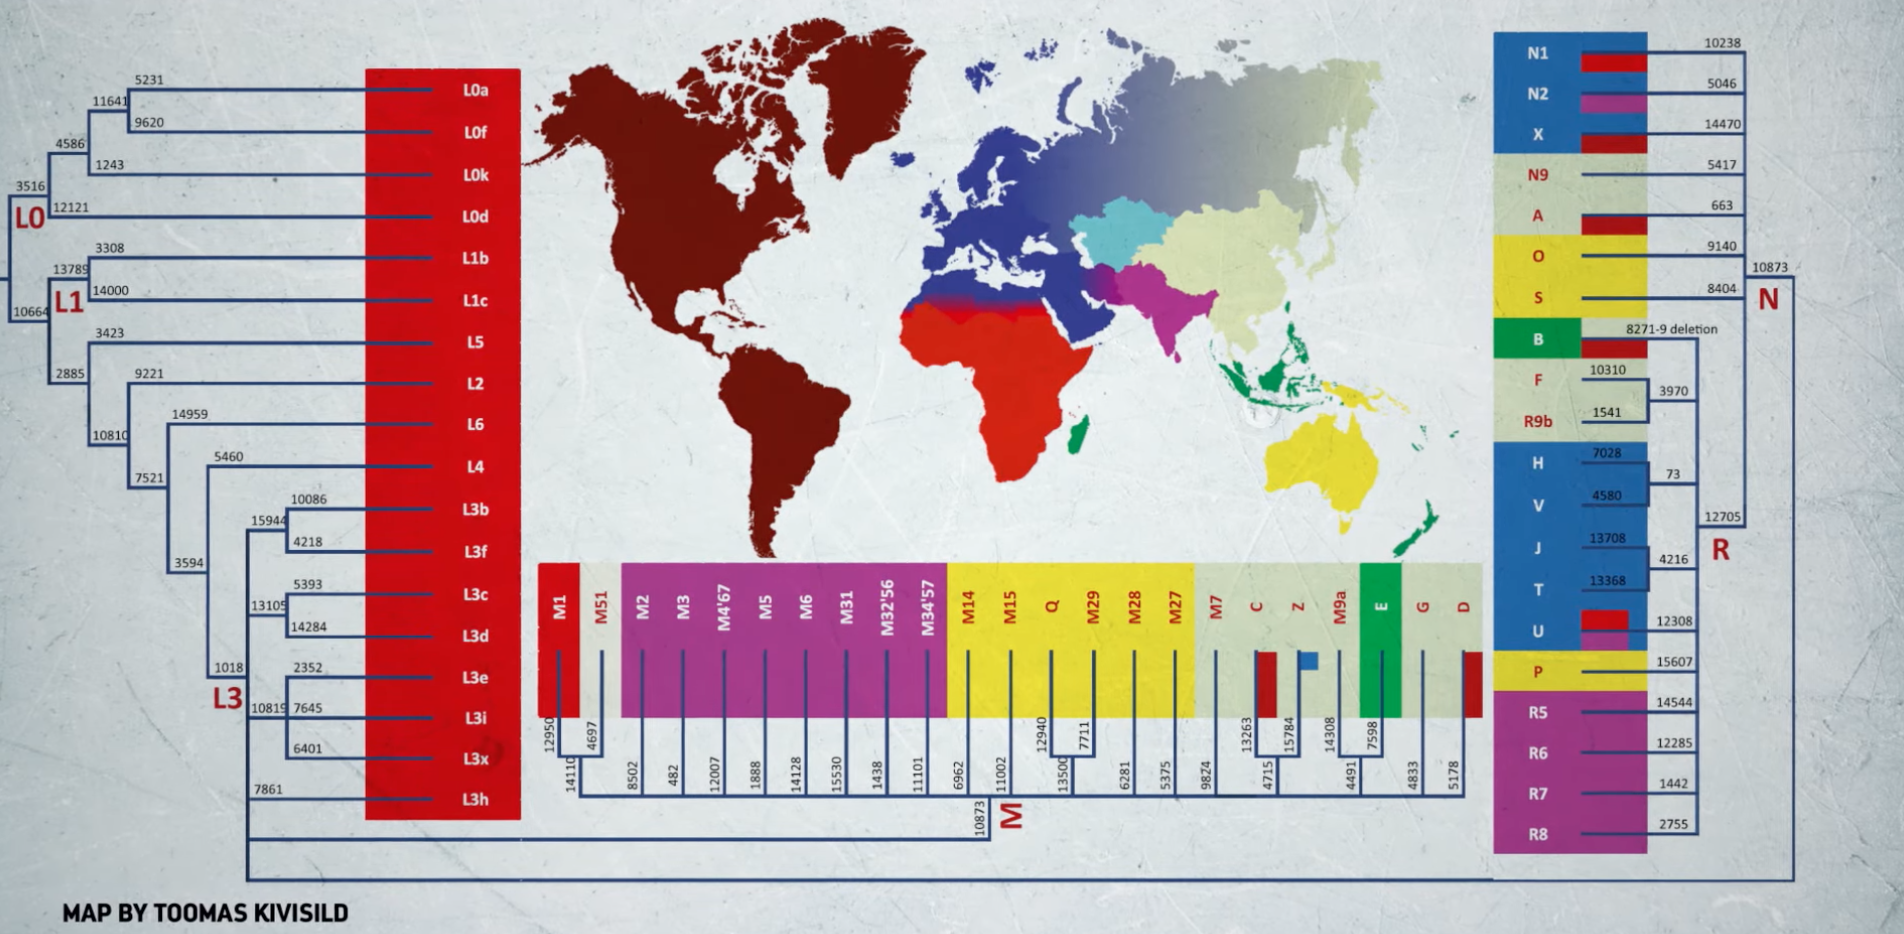 5231
L0a
11641
9620
L0f
4586
1243
L0k
3516
12121
L0d
L0
3308
L1b
13789
14000
L1c
L1
10664
3423
L5
2885
9221
L2
10810
14959
L6
7521
5460
L4
10086
L3b
15944
4218
L3f
3594
5393
L3c
13105
14284
L3d
1018
2352
L3e
L3
10819
7645
L3i
6401
L3x
7861
L3h
M1
M51
M2
M3
M4'67
M5
M6
M31
M32'56
M34'57
M14
M15
Q
M29
M28
M27
M7
C
Z
M9a
E
G
D
12950
4697
12940
7711
13263
15784
14308
7598
14110
8502
482
12007
1888
14128
15530
1438
11101
6962
11002
13500
6281
5375
9824
4715
4491
4833
5178
10873
M
N1
10238
N2
5046
X
14470
N9
5417
A
663
O
9140
10873
S
8404
N
8271-9 deletion
B
F
10310
3970
R9b
1541
H
7028
73
V
4580
12705
J
13708
R
4216
T
13368
U
12308
P
15607
R5
14544
R6
12285
R7
1442
R8
2755
MAP BY TOOMAS KIVISILD